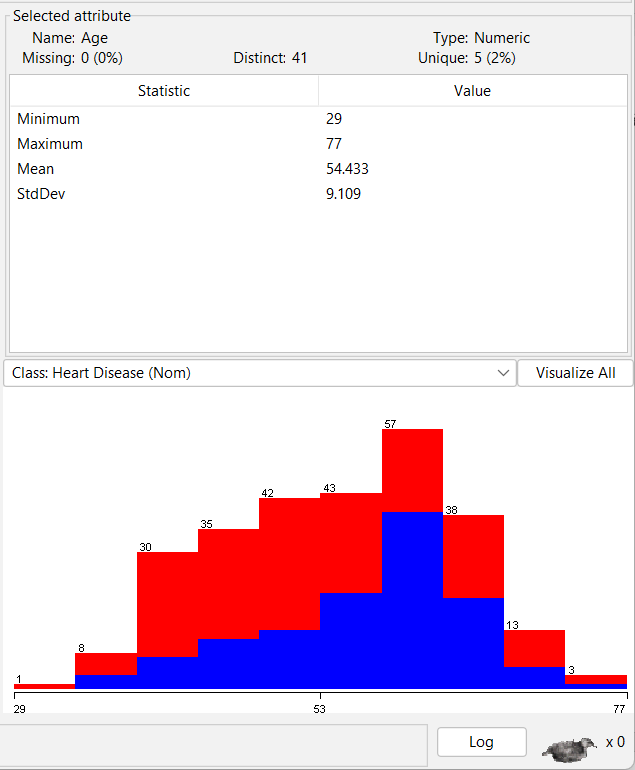 Selected attribute
Name: Age Type: Numeric
Missing: 0 (0%) Distinct: 41 Unique: 5 (2%)
Statistic Value
Minimum 29
Maximum 77
Mean 54.433
StdDev 9.109
Class: Heart Disease (Nom) Visualize All
57
42 43
38
35
30
13
8
3
1
29 53 77
Log x 0